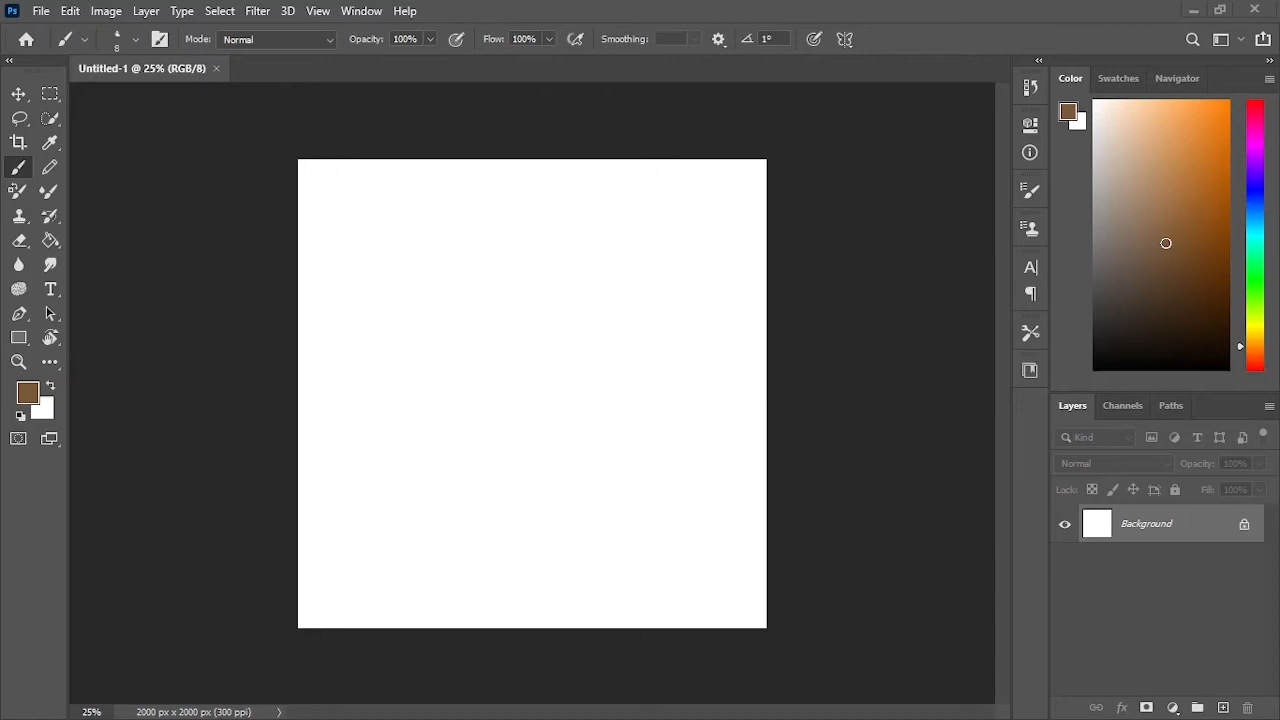 Ps File Edit Image Layer Type Select Filter 3D View Window Help
8 Mode: Normal Opacity: 100% Flow: 100% Smoothing: 1°
Untitled-1 @ 25% (RGB/8)
Color Swatches Navigator
Layers Channels Paths
Kind
Normal Opacity: 100%
Lock: Fill: 100%
Background
fx
25% 2000 px x 2000 px (300 ppi)